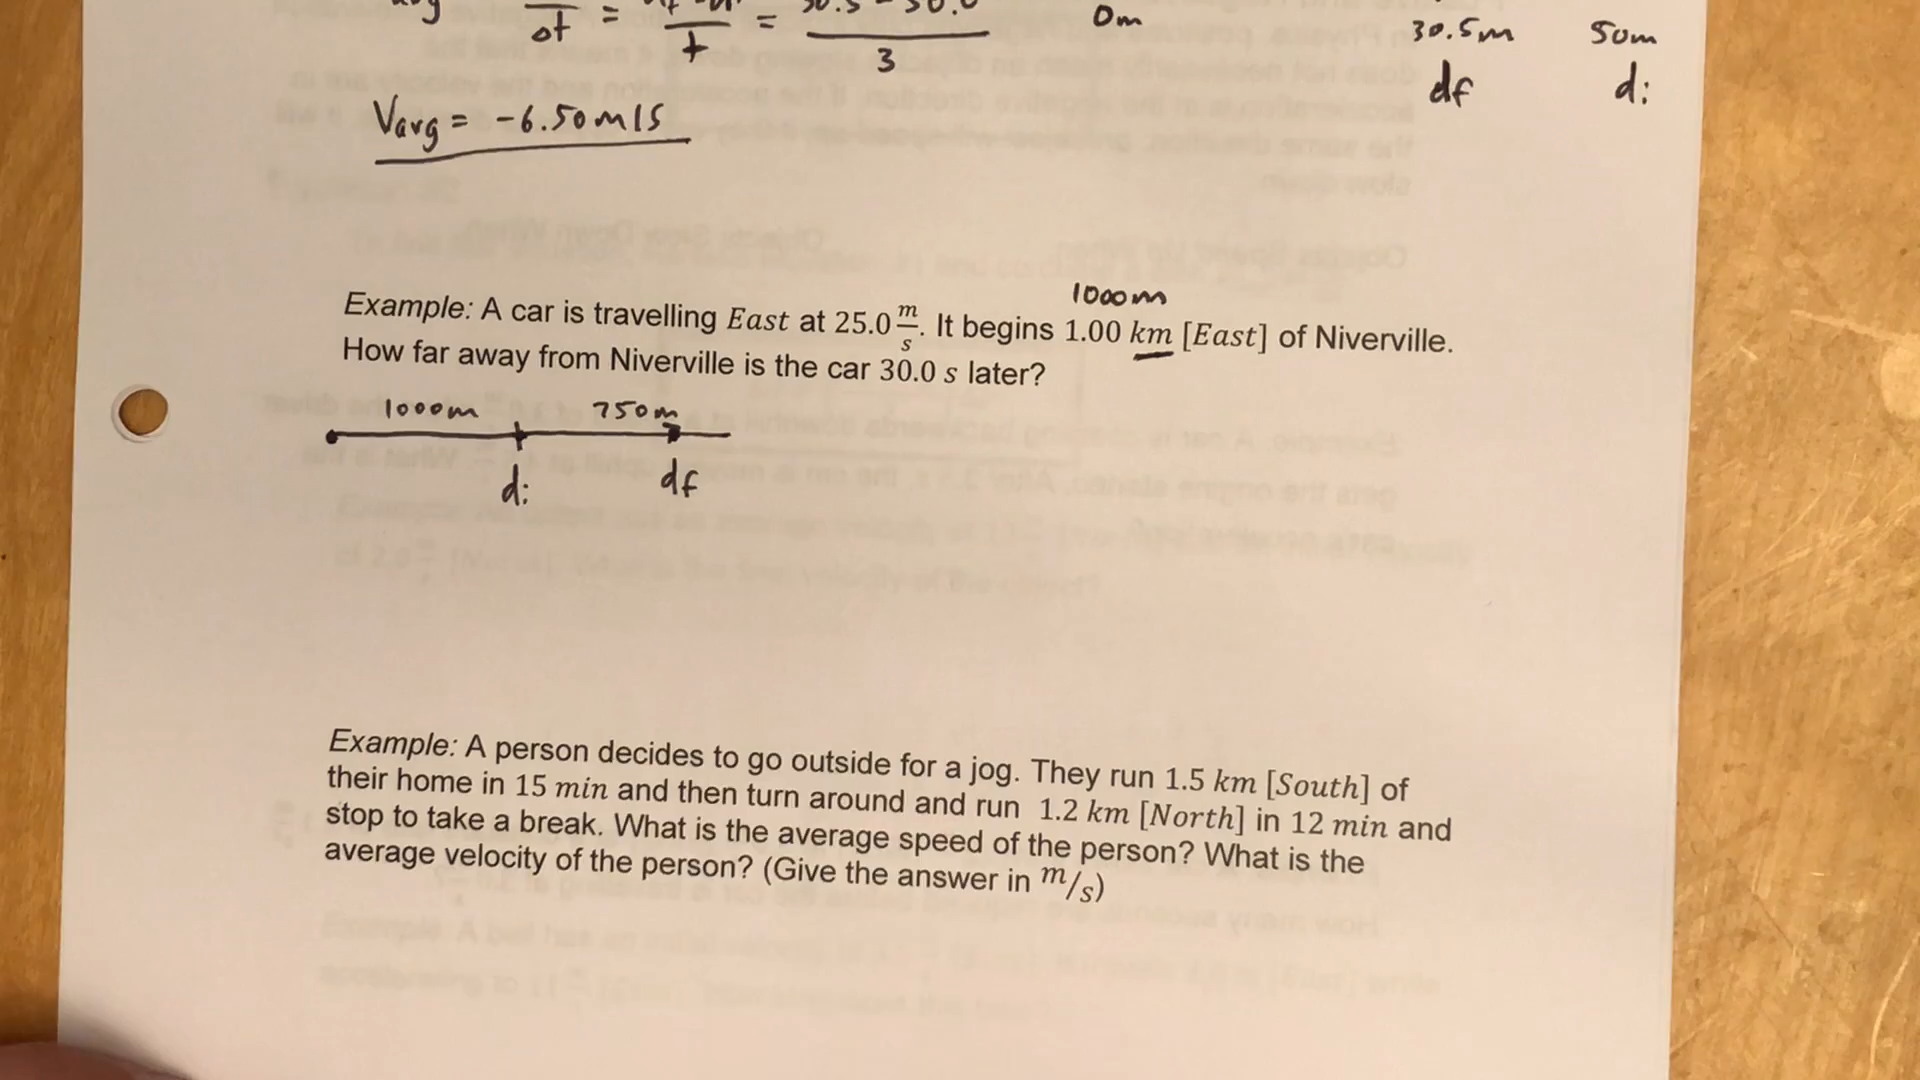 Δt = t = 3
0m 30.5m 50m
df di
Vavg = -6.50m/s
1000m
Example: A car is travelling East at 25.0 m/s. It begins 1.00 km [East] of Niverville.
How far away from Niverville is the car 30.0 s later?
1000m 750m
di df
Example: A person decides to go outside for a jog. They run 1.5 km [South] of
their home in 15 min and then turn around and run 1.2 km [North] in 12 min and
stop to take a break. What is the average speed of the person? What is the
average velocity of the person? (Give the answer in m/s)